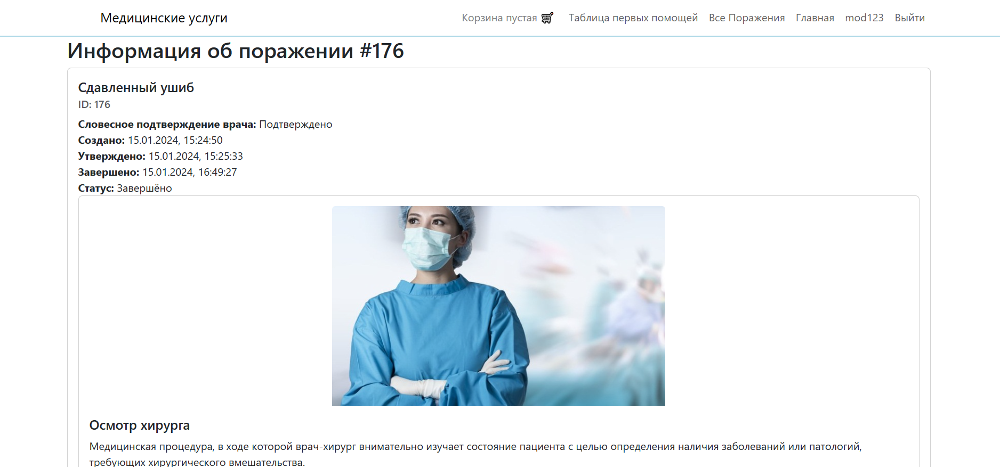 Медицинские услуги
Корзина пустая
Таблица первых помощей
Все Поражения
Главная
mod123
Выйти
Информация об поражении #176
Сдавленный ушиб
ID: 176
Словесное подтверждение врача: Подтверждено
Создано: 15.01.2024, 15:24:50
Утверждено: 15.01.2024, 15:25:33
Завершено: 15.01.2024, 16:49:27
Статус: Завершёно
Осмотр хирурга
Медицинская процедура, в ходе которой врач-хирург внимательно изучает состояние пациента с целью определения наличия заболеваний или патологий,
требующих хирургического вмешательства.